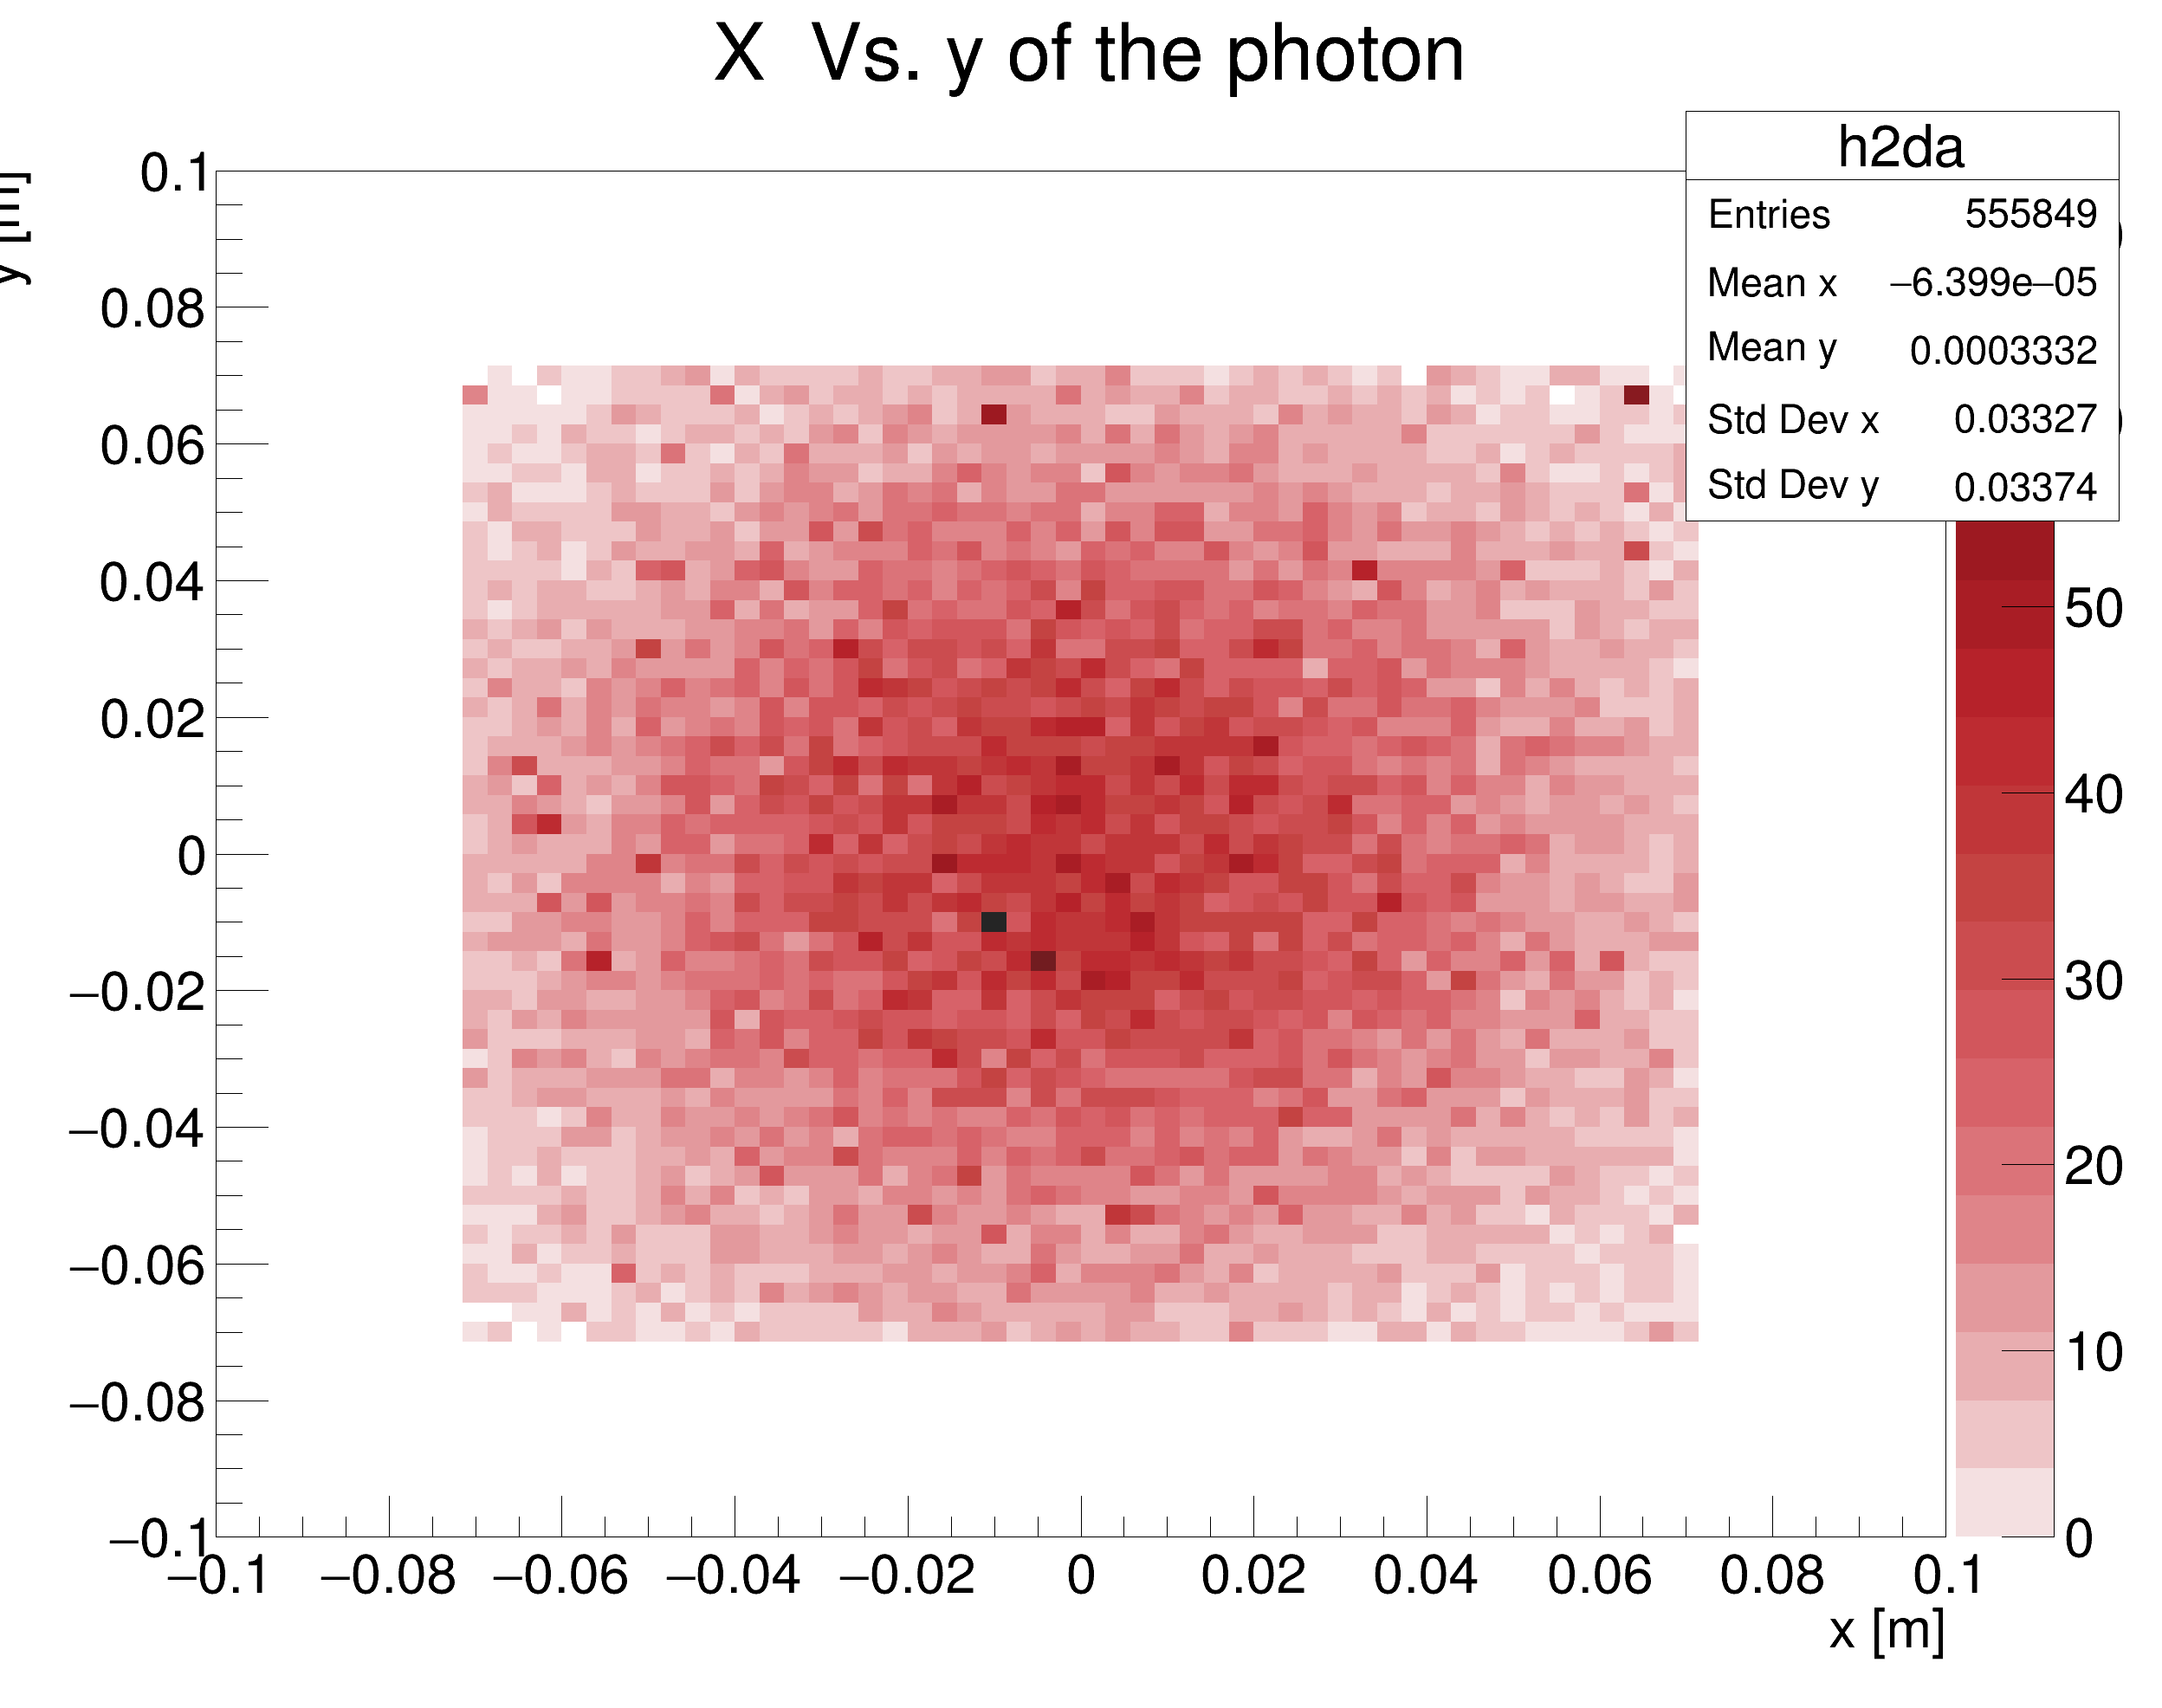 X Vs. y of the photon
h2da
Entries 555849
Mean x −6.399e−05
Mean y 0.0003332
Std Dev x 0.03327
Std Dev y 0.03374
y [m]
0.1
0.08
0.06
0.04
0.02
0
−0.02
−0.04
−0.06
−0.08
−0.1
50
40
30
20
10
0
−0.1 −0.08 −0.06 −0.04 −0.02 0 0.02 0.04 0.06 0.08 0.1
x [m]